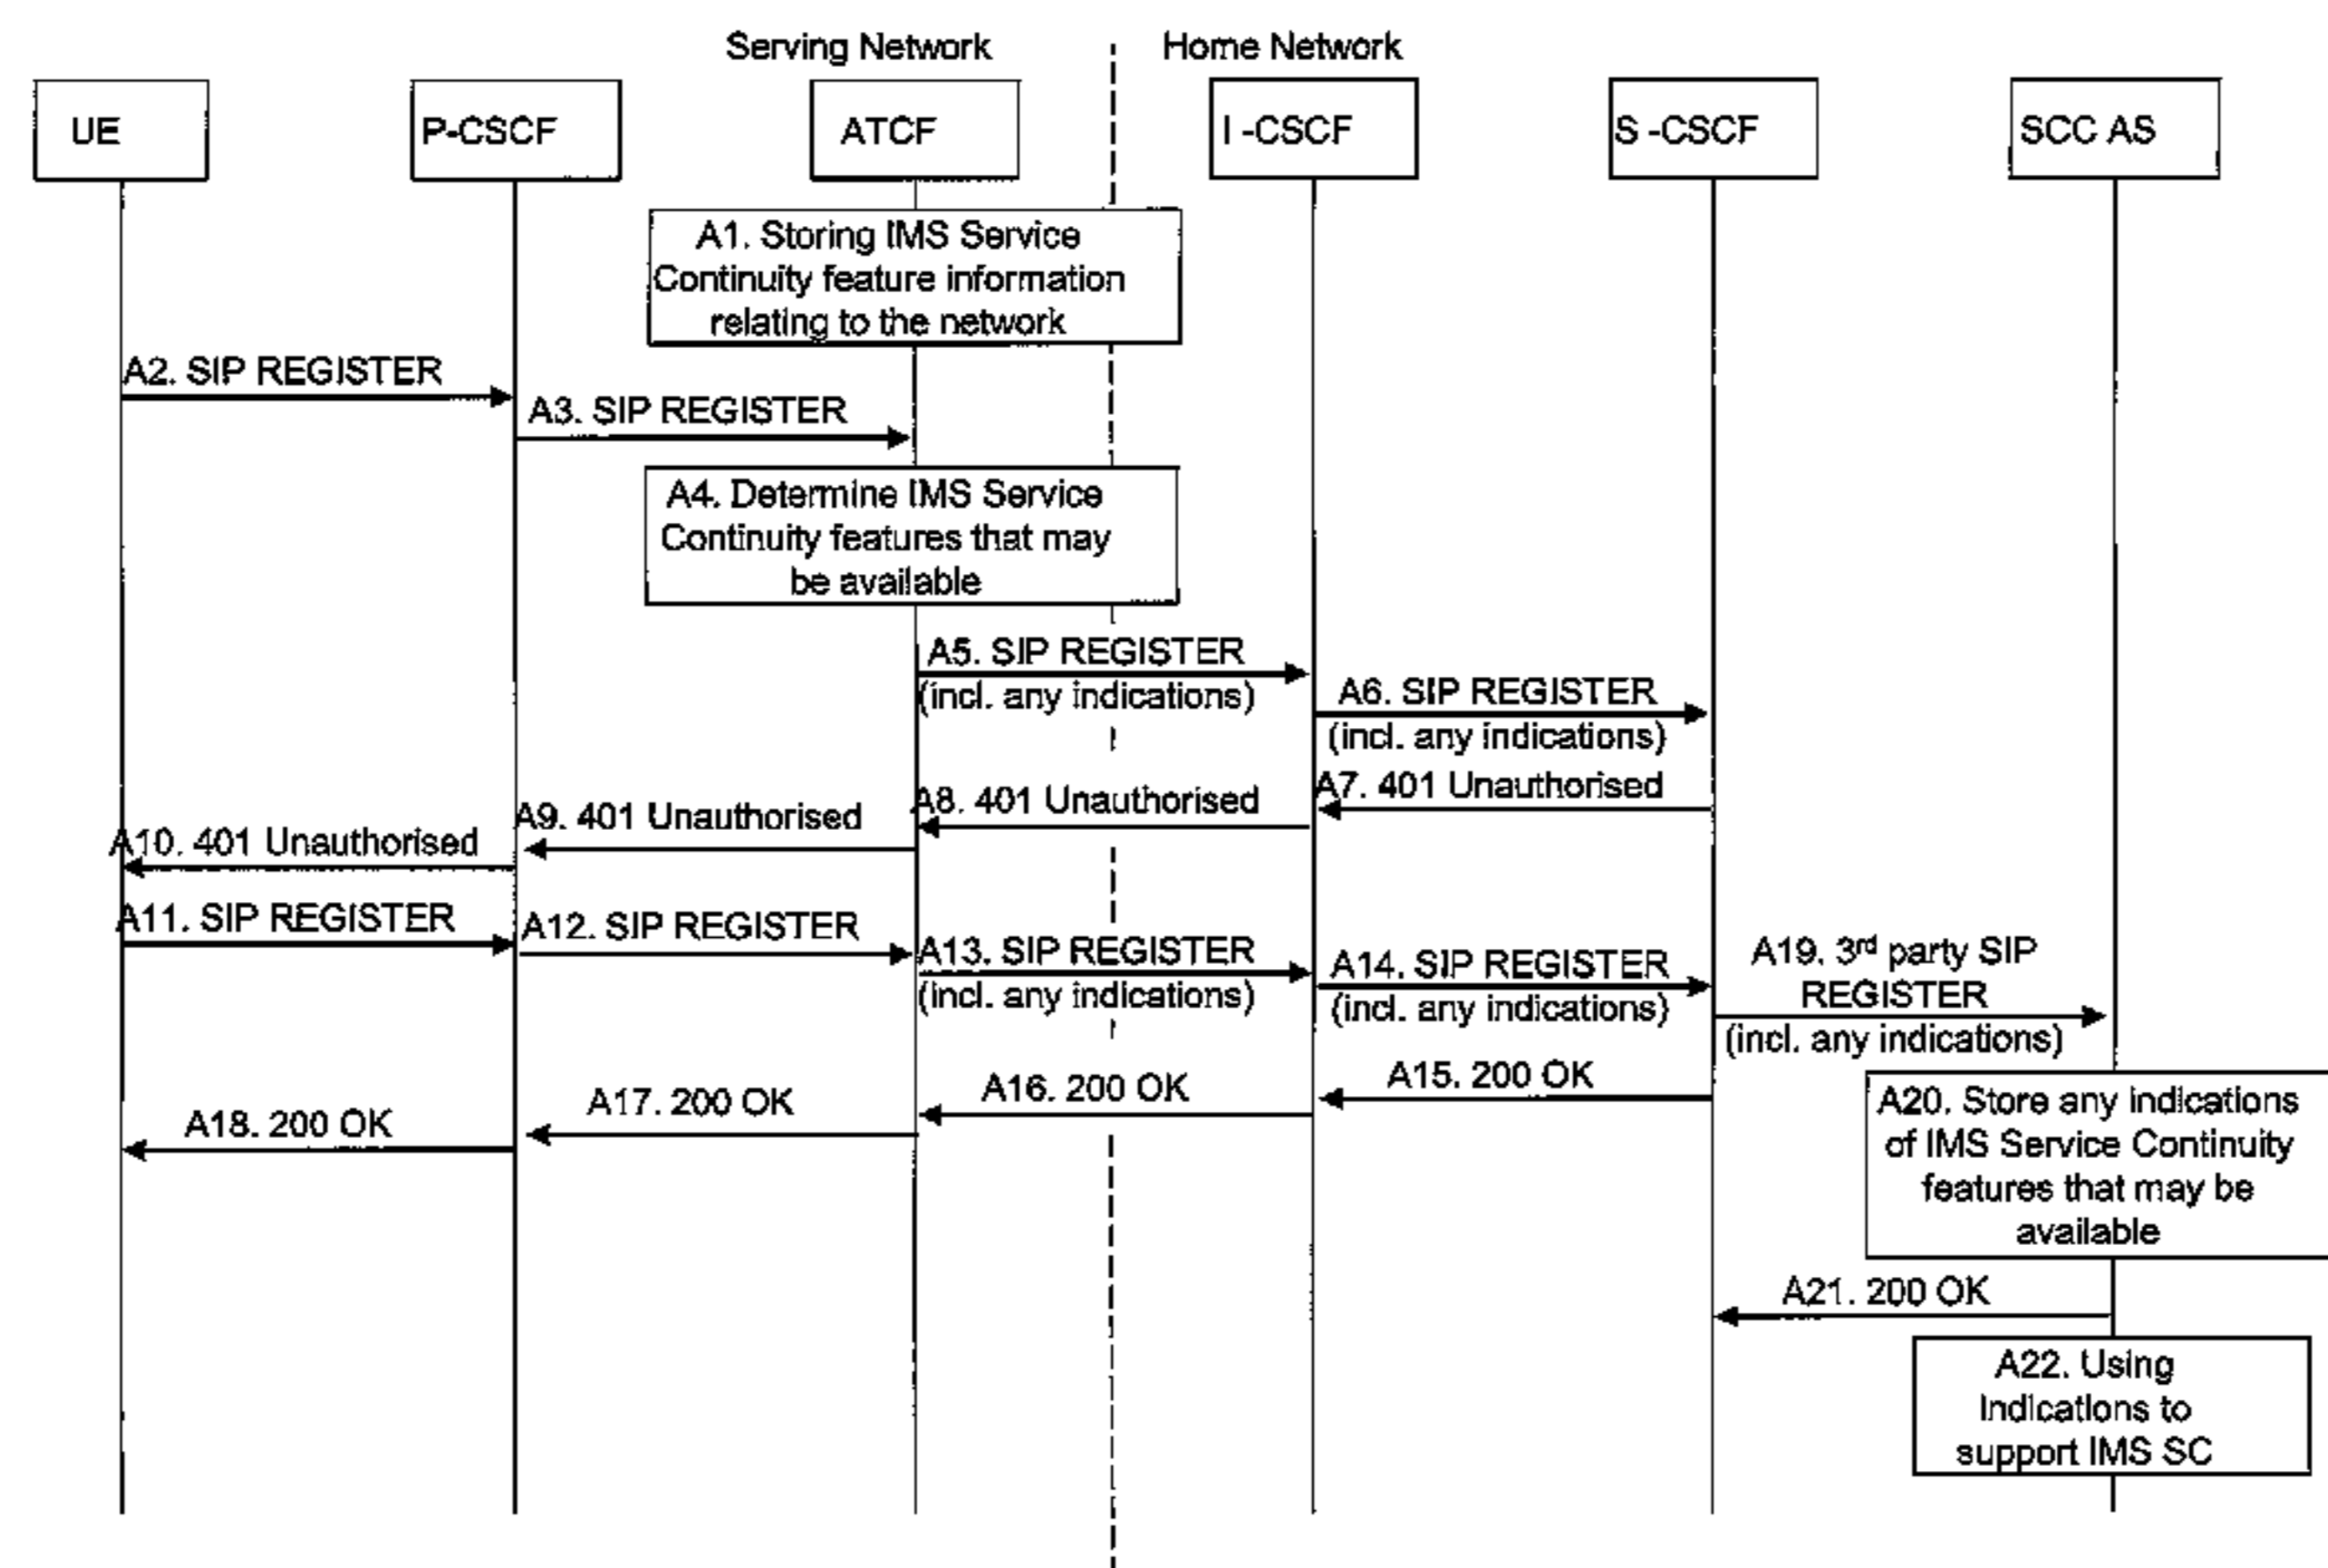 Serving Network
Home Network
UE
P-CSCF
ATCF
I -CSCF
S -CSCF
SCC AS
A1. Storing IMS Service
Continuity feature information
relating to the network
A2. SIP REGISTER
A3. SIP REGISTER
A4. Determine IMS Service
Continuity features that may
be available
A5. SIP REGISTER
(incl. any indications)
A6. SIP REGISTER
(incl. any indications)
A7. 401 Unauthorised
A8. 401 Unauthorised
A9. 401 Unauthorised
A10. 401 Unauthorised
A11. SIP REGISTER
A12. SIP REGISTER
A13. SIP REGISTER
(incl. any indications)
A14. SIP REGISTER
(incl. any indications)
A19. 3rd party SIP
REGISTER
(incl. any indications)
A15. 200 OK
A16. 200 OK
A17. 200 OK
A18. 200 OK
A20. Store any indications
of IMS Service Continuity
features that may be
available
A21. 200 OK
A22. Using
indications to
support IMS SC